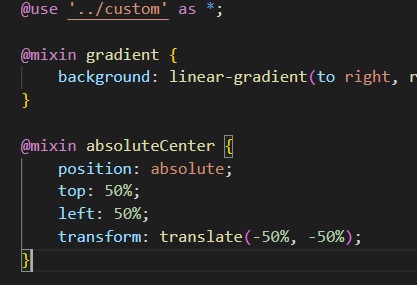 @use '../custom' as *;
@mixin gradient {
background: linear-gradient(to right, r
}
@mixin absoluteCenter {
position: absolute;
top: 50%;
left: 50%;
transform: translate(-50%, -50%);
}